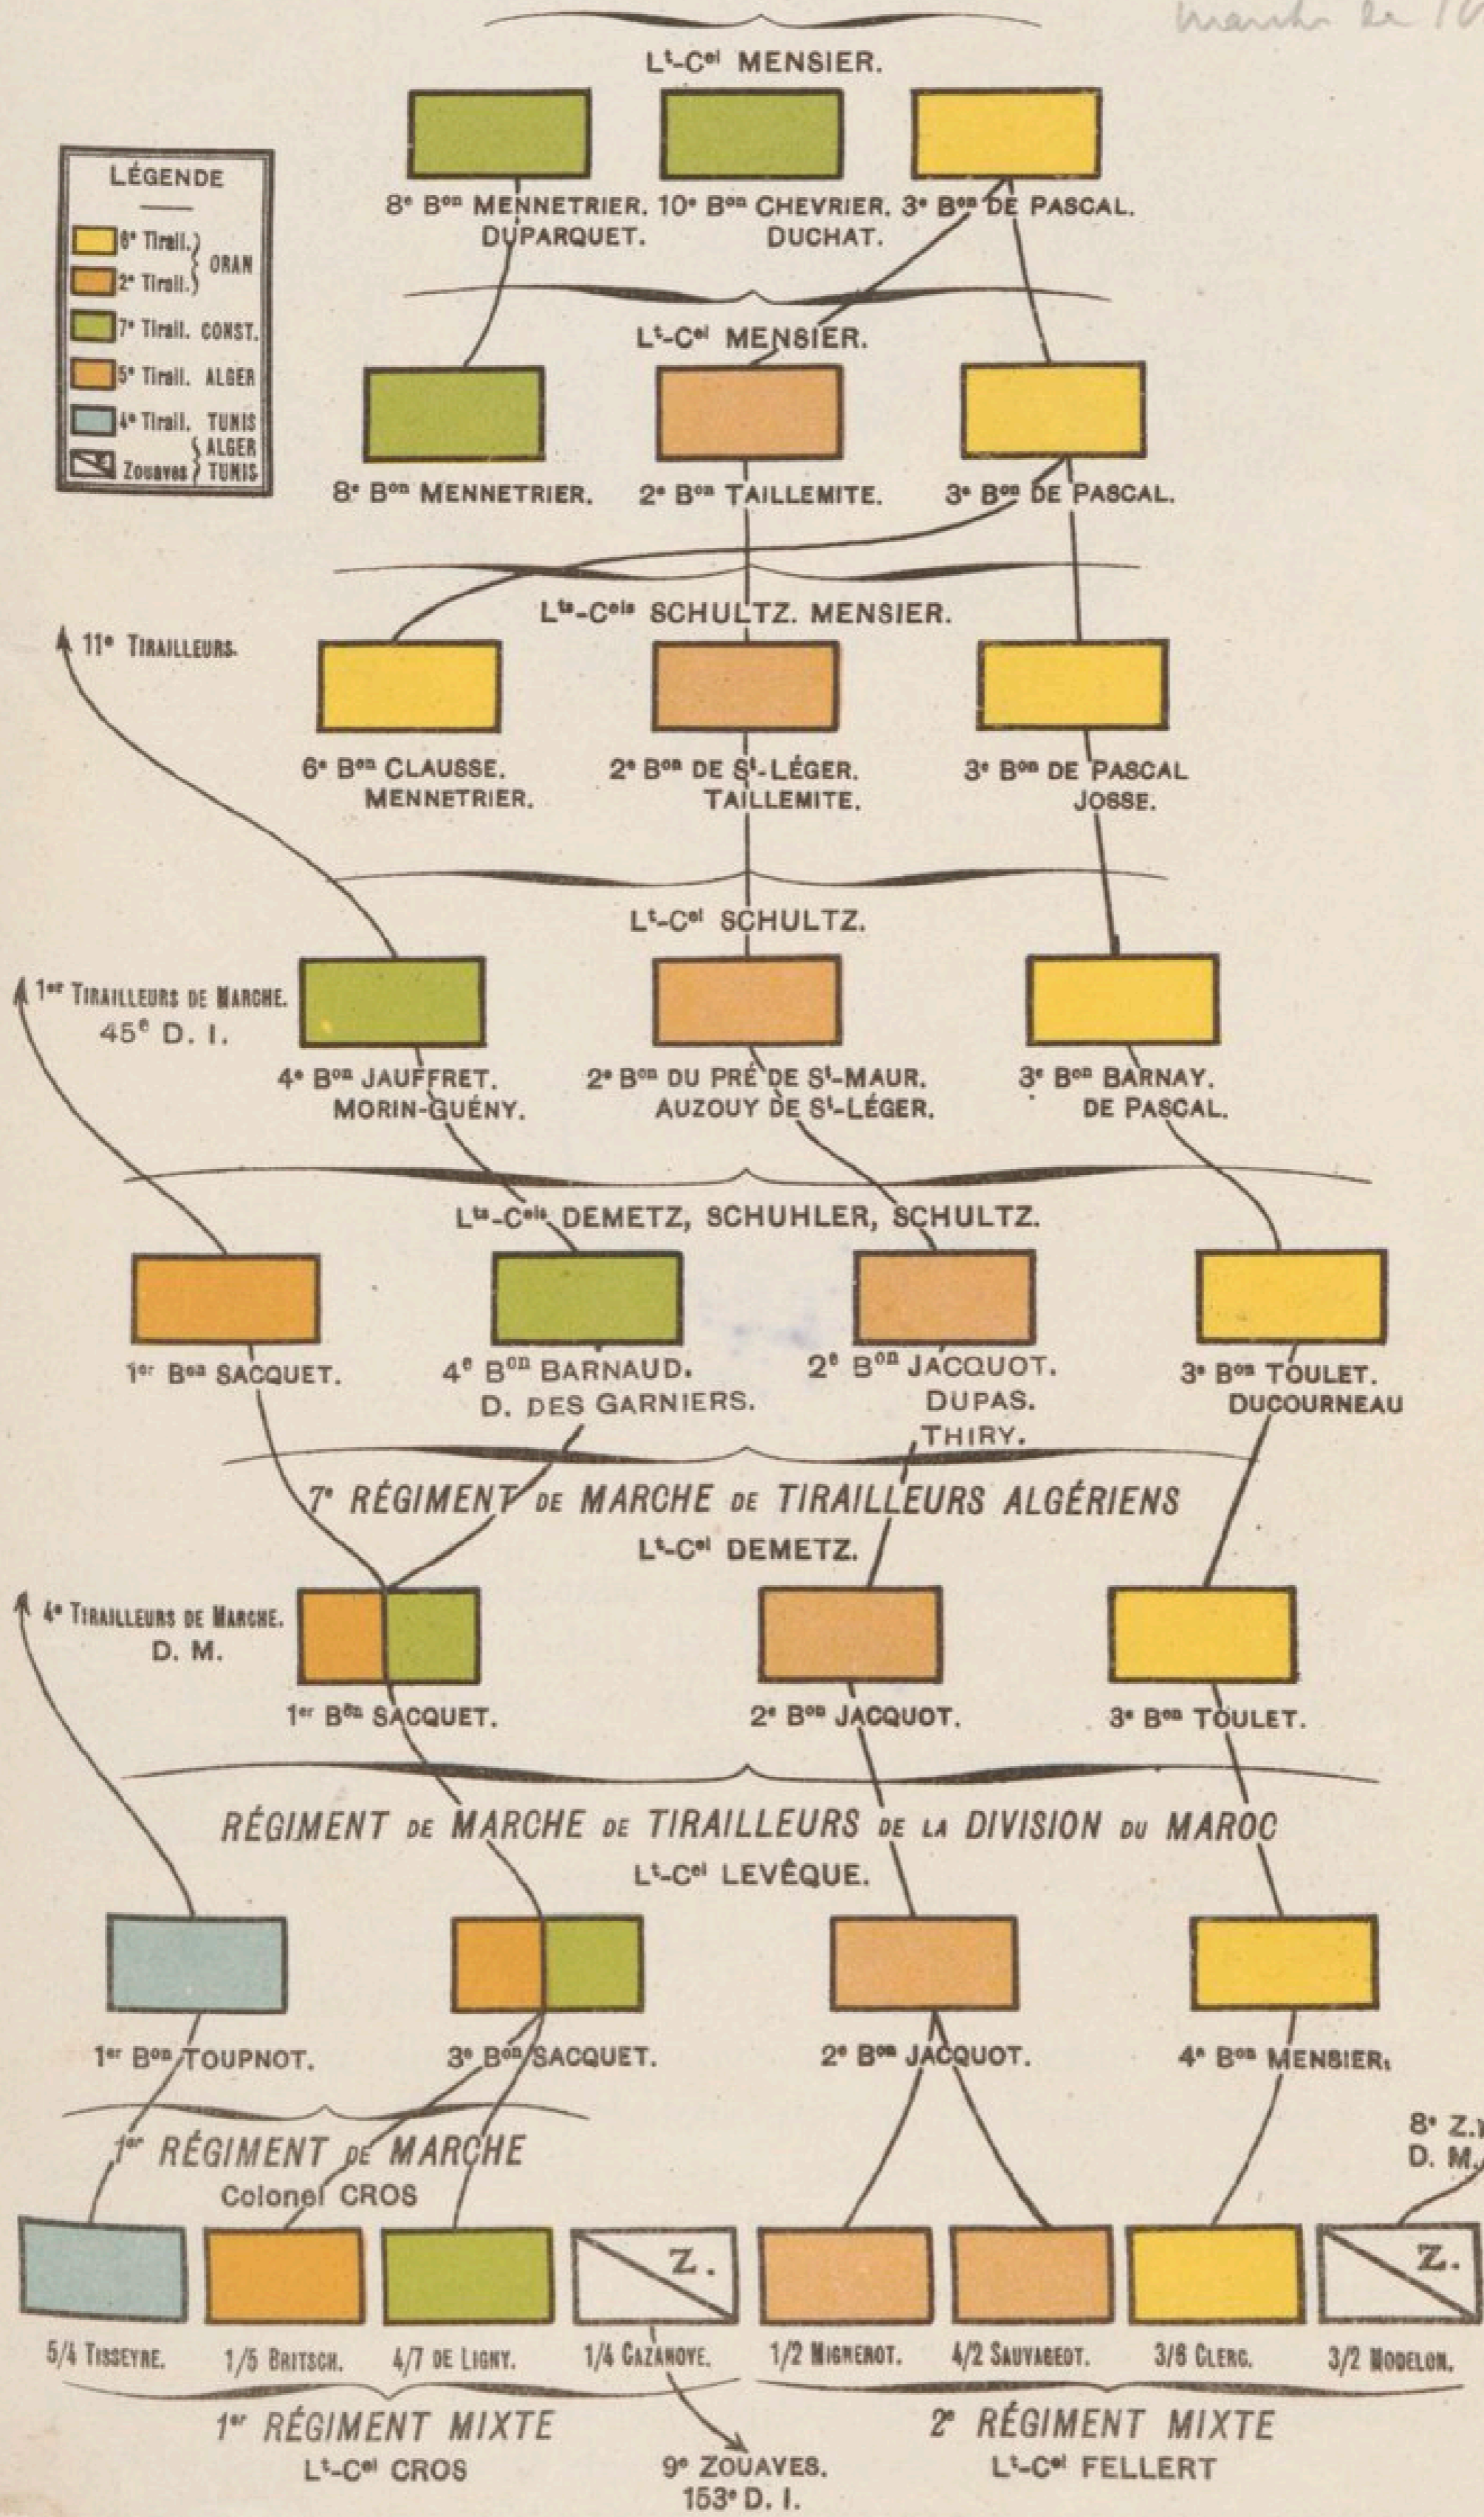 Lt-Cel MENSIER.
8e Bon MENNETRIER. 10e Bon CHEVRIER. 3e Bon DE PASCAL.
DUPARQUET. DUCHAT.
LÉGENDE
6e Tirail.
ORAN
2e Tirail.
7e Tirail. CONST.
5e Tirail. ALGER
4e Tirail. TUNIS
ALGER
Zouaves TUNIS
Lt-Cel MENSIER.
8e Bon MENNETRIER. 2e Bon TAILLEMITE. 3e Bon DE PASCAL.
Lts-Cels SCHULTZ. MENSIER.
11e TIRAILLEURS.
6e Bon CLAUSSE. 2e Bon DE St-LÉGER. 3e Bon DE PASCAL
MENNETRIER. TAILLEMITE. JOSSE.
Lt-Cel SCHULTZ.
1er TIRAILLEURS DE MARCHE.
45e D. I.
4e Bon JAUFFRET. 2e Bon DU PRÉ DE St-MAUR. 3e Bon BARNAY.
MORIN-GUÉNY. AUZOUY DE St-LÉGER. DE PASCAL.
Lts-Cels DEMETZ, SCHUHLER, SCHULTZ.
1er Bon SACQUET. 4e Bon BARNAUD. 2e Bon JACQUOT. 3e Bon TOULET.
D. DES GARNIERS. DUPAS. DUCOURNEAU
THIRY.
7e RÉGIMENT DE MARCHE DE TIRAILLEURS ALGÉRIENS
Lt-Cel DEMETZ.
4e TIRAILLEURS DE MARCHE.
D. M.
1er Bon SACQUET. 2e Bon JACQUOT. 3e Bon TOULET.
RÉGIMENT DE MARCHE DE TIRAILLEURS DE LA DIVISION DU MAROC
Lt-Cel LEVÊQUE.
1er Bon TOUPNOT. 3e Bon SACQUET. 2e Bon JACQUOT. 4e Bon MENSIER.
8e Z.
D. M.
1er RÉGIMENT DE MARCHE
Colonel CROS
Z. Z.
5/4 TISSEYRE. 1/5 BRITSCH. 4/7 DE LIGNY. 1/4 CAZANOVE. 1/2 MIGNEROT. 4/2 SAUVAGEOT. 3/6 CLERC. 3/2 MODELON.
1er RÉGIMENT MIXTE 2e RÉGIMENT MIXTE
Lt-Cel CROS 9e ZOUAVES. Lt-Cel FELLERT
153e D. I.